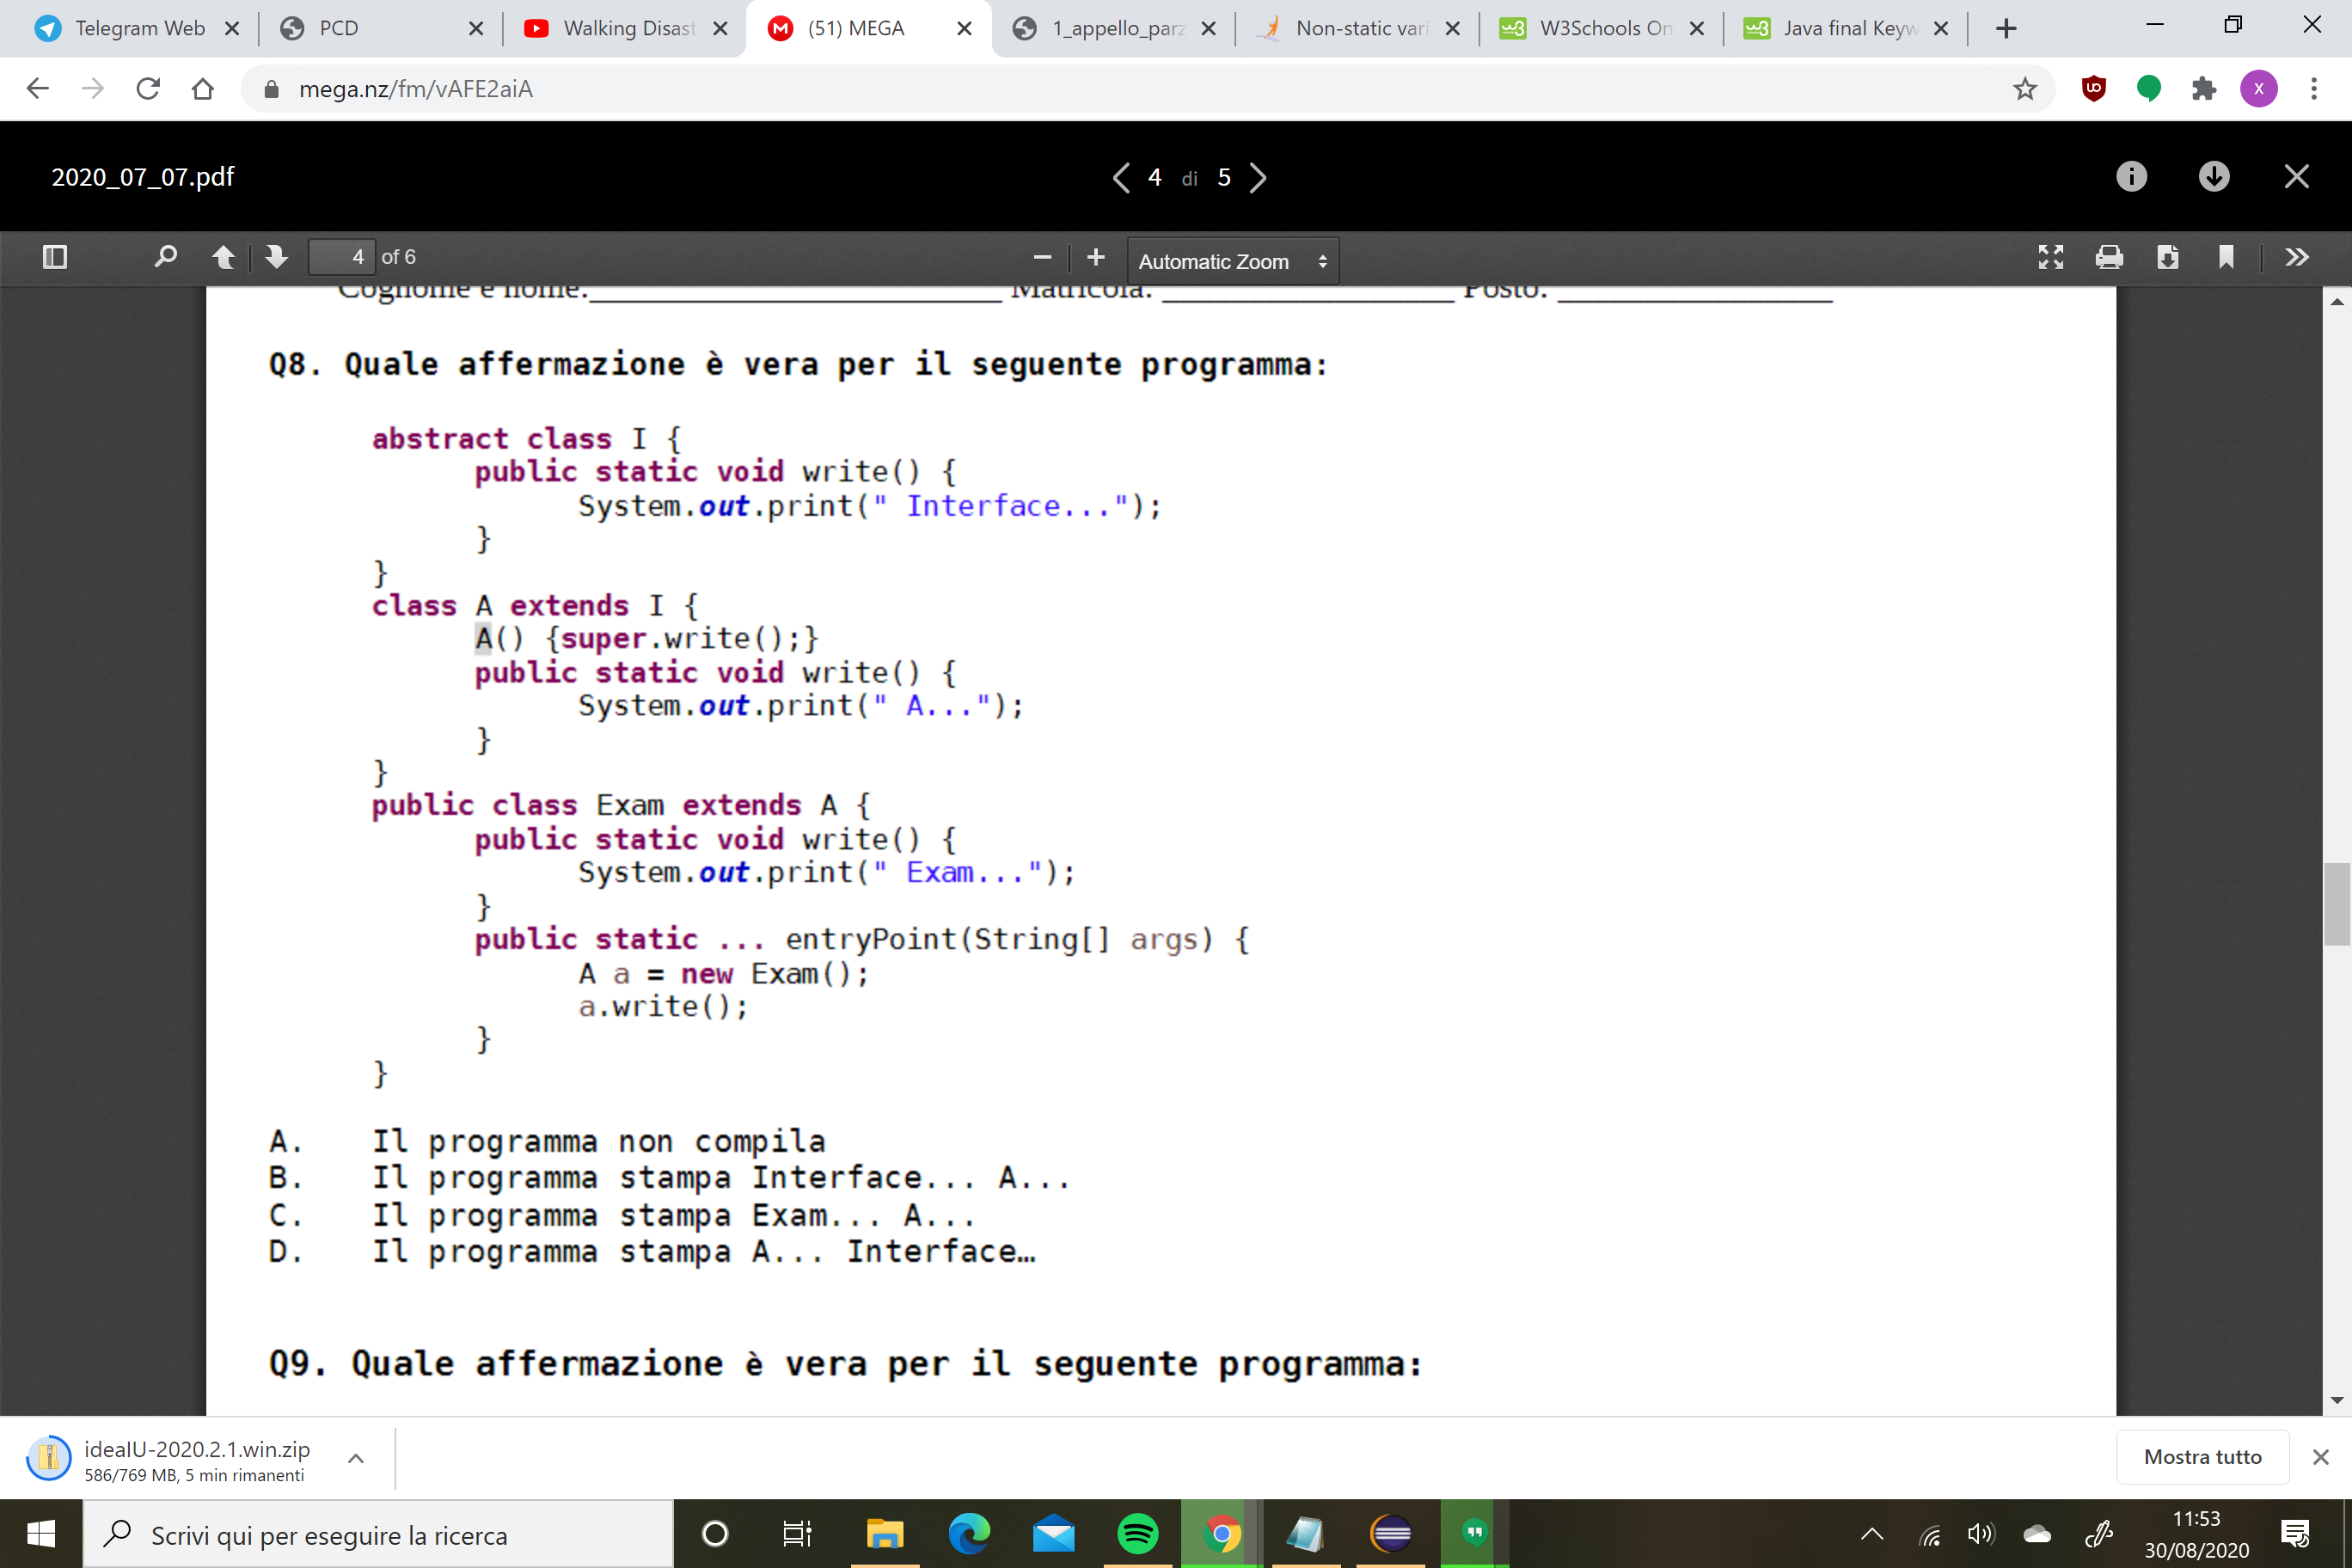 Telegram Web
PCD
Walking Disast
(51) MEGA
1_appello_parz
Non-static vari
W3Schools On
Java final Keyw
mega.nz/fm/vAFE2aiA
X
2020_07_07.pdf
4 di 5
4 of 6
Automatic Zoom
Cognome e nome: Matricola: Posto:
Q8. Quale affermazione è vera per il seguente programma:
abstract class I {
public static void write() {
System.out.print(" Interface...");
}
}
class A extends I {
A() {super.write();}
public static void write() {
System.out.print(" A...");
}
}
public class Exam extends A {
public static void write() {
System.out.print(" Exam...");
}
public static ... entryPoint(String[] args) {
A a = new Exam();
a.write();
}
}
A. Il programma non compila
B. Il programma stampa Interface... A...
C. Il programma stampa Exam... A...
D. Il programma stampa A... Interface…
Q9. Quale affermazione è vera per il seguente programma:
ideaIU-2020.2.1.win.zip
586/769 MB, 5 min rimanenti
Mostra tutto
Scrivi qui per eseguire la ricerca
11:53
30/08/2020